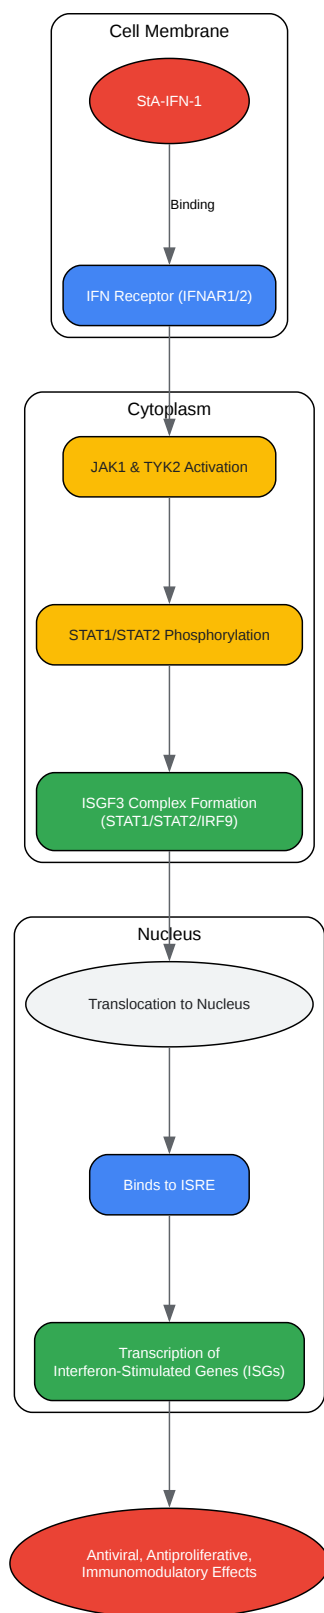 Cell Membrane
StA-IFN-1
Binding
IFN Receptor (IFNAR1/2)
Cytoplasm
JAK1 & TYK2 Activation
STAT1/STAT2 Phosphorylation
ISGF3 Complex Formation
(STAT1/STAT2/IRF9)
Nucleus
Translocation to Nucleus
Binds to ISRE
Transcription of
Interferon-Stimulated Genes (ISGs)
Antiviral, Antiproliferative,
Immunomodulatory Effects